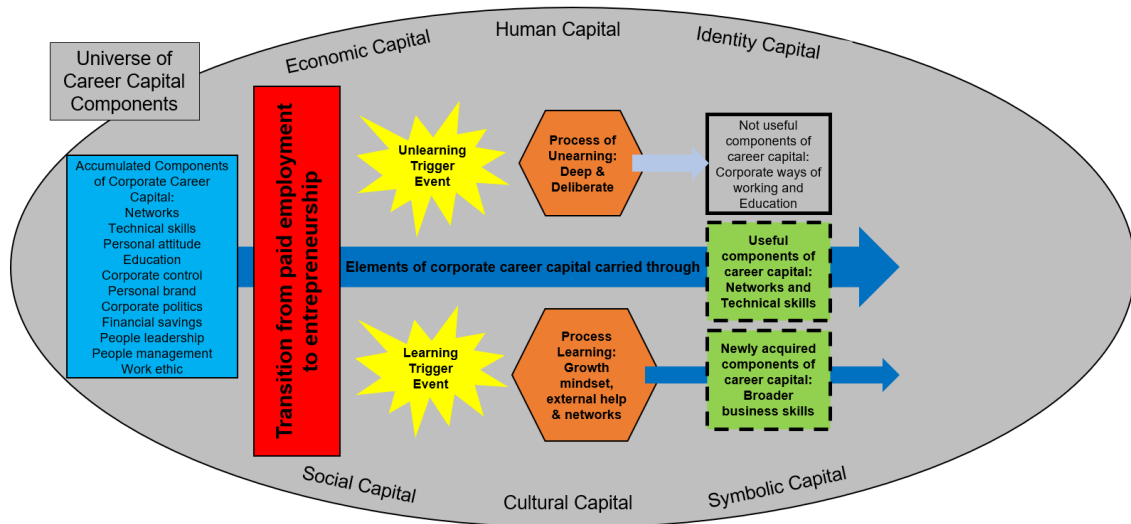 Economic Capital
Human Capital
Identity Capital
Universe of
Career Capital
Components
Accumulated Components
of Corporate Career
Capital:
Networks
Technical skills
Personal attitude
Education
Corporate control
Personal brand
Corporate politics
Financial savings
People leadership
People management
Work ethic
Transition from paid employment
to entrepreneurship
Unlearning
Trigger
Event
Process of
Unearning:
Deep &
Deliberate
Not useful
components of
career capital:
Corporate ways of
working and
Education
Elements of corporate career capital carried through
Useful
components of
career capital:
Networks and
Technical skills
Learning
Trigger
Event
Process
Learning:
Growth
mindset,
external help
& networks
Newly acquired
components of
career capital:
Broader
business skills
Social Capital
Cultural Capital
Symbolic Capital